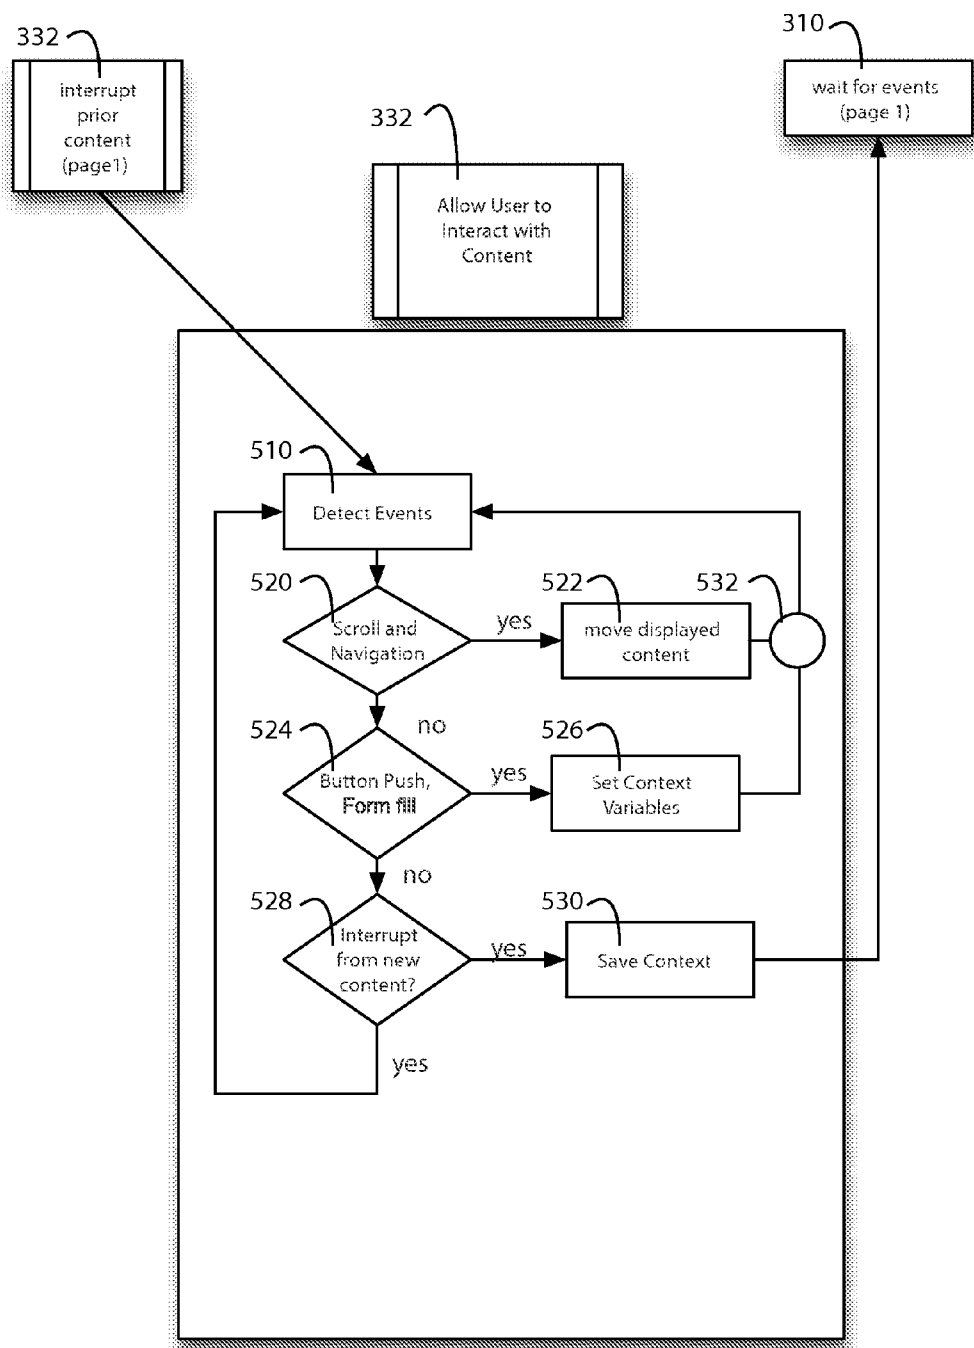 332
interrupt
prior
content
(page1)
332
Allow User to
Interact with
Content
310
wait for events
(page 1)
510
Detect Events
520
Scroll and
Navigation
yes
522
move displayed
content
532
no
524
Button Push,
Form fill
yes
526
Set Context
Variables
no
528
Interrupt
from new
content?
yes
530
Save Context
yes